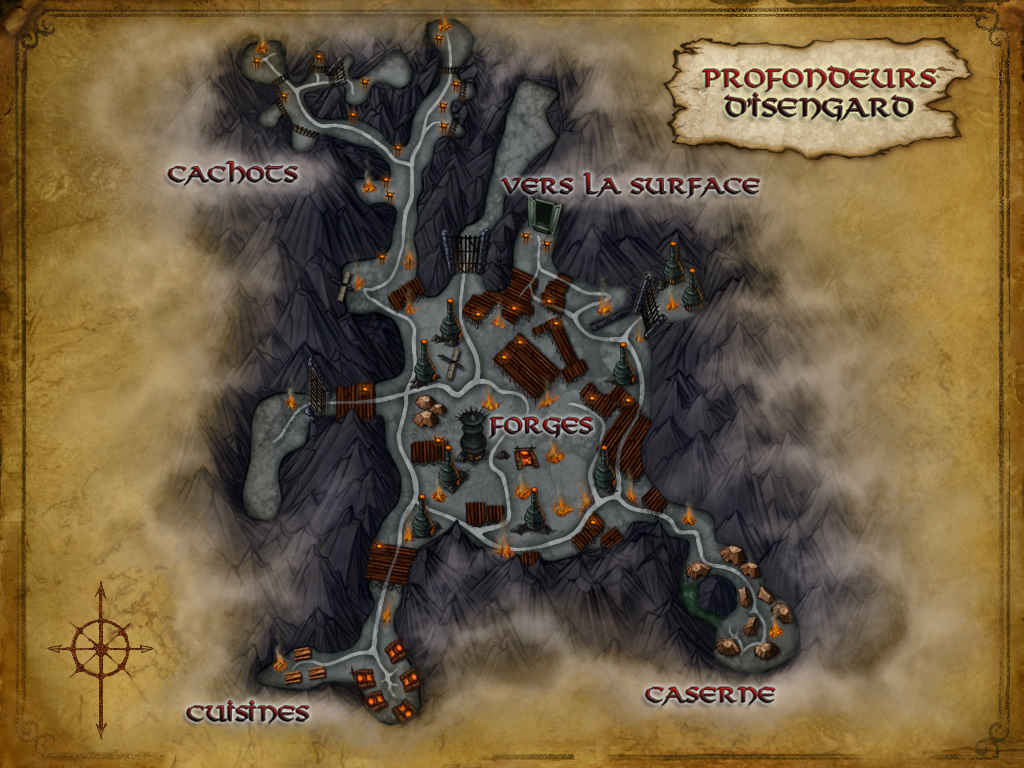 PROFONDEURS
D'ISENGARD
CACHOTS
VERS LA SURFACE
FORGES
CASERNE
CUISINES